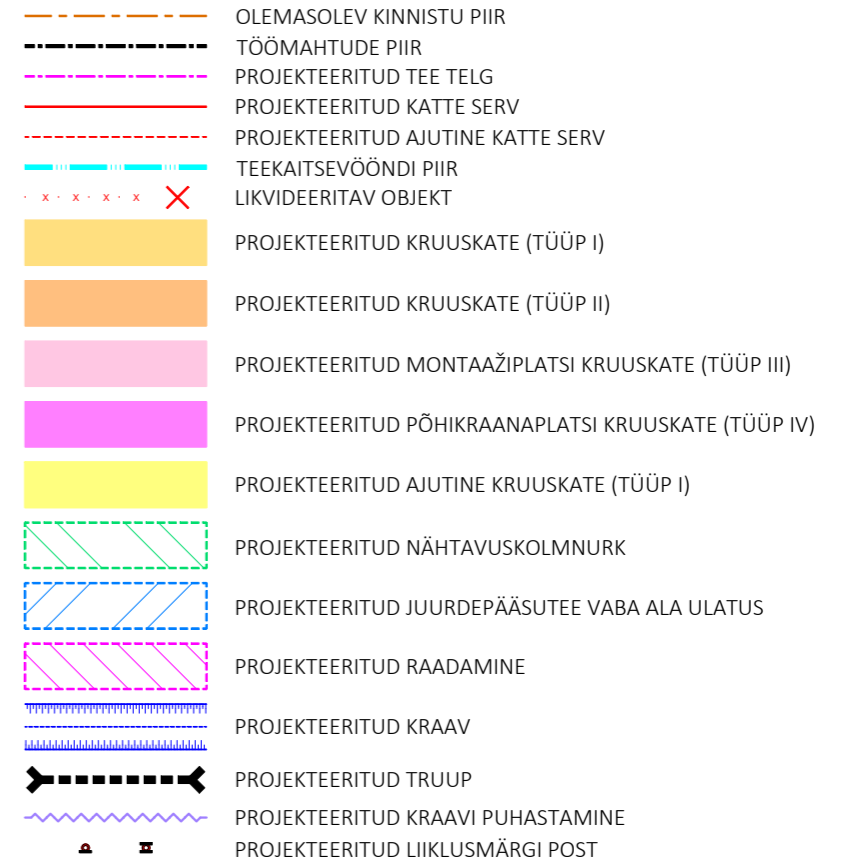 OLEMASOLEV KINNISTU PIIR
TÖÖMAHTUDE PIIR
PROJEKTEERITUD TEE TELG
PROJEKTEERITUD KATTE SERV
PROJEKTEERITUD AJUTINE KATTE SERV
TEEKAITSEVÖÖNDI PIIR
LIKVIDEERITAV OBJEKT
PROJEKTEERITUD KRUUSKATE (TÜÜP I)
PROJEKTEERITUD KRUUSKATE (TÜÜP II)
PROJEKTEERITUD MONTAAŽIPLATSI KRUUSKATE (TÜÜP III)
PROJEKTEERITUD PÕHIKRAANAPLATSI KRUUSKATE (TÜÜP IV)
PROJEKTEERITUD AJUTINE KRUUSKATE (TÜÜP I)
PROJEKTEERITUD NÄHTAVUSKOLMNURK
PROJEKTEERITUD JUURDEPÄÄSUTEE VABA ALA ULATUS
PROJEKTEERITUD RAADAMINE
PROJEKTEERITUD KRAAV
PROJEKTEERITUD TRUUP
PROJEKTEERITUD KRAAVI PUHASTAMINE
PROJEKTEERITUD LIIKLUSMÄRGI POST